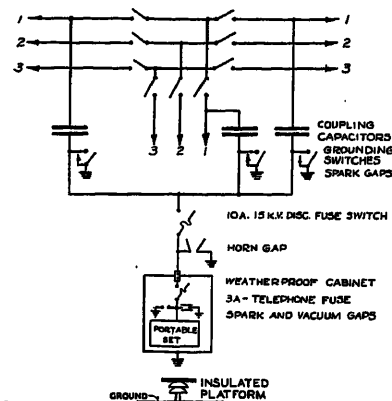 1 1
2 2
3 3
3 2 1
COUPLING
CAPACITORS
GROUNDING
SWITCHES
SPARK GAPS
10A. 15 K.V. DISC. FUSE SWITCH
HORN GAP
WEATHERPROOF CABINET
3A-TELEPHONE FUSE
SPARK AND VACUUM GAPS
PORTABLE
SET
INSULATED
PLATFORM
GROUND